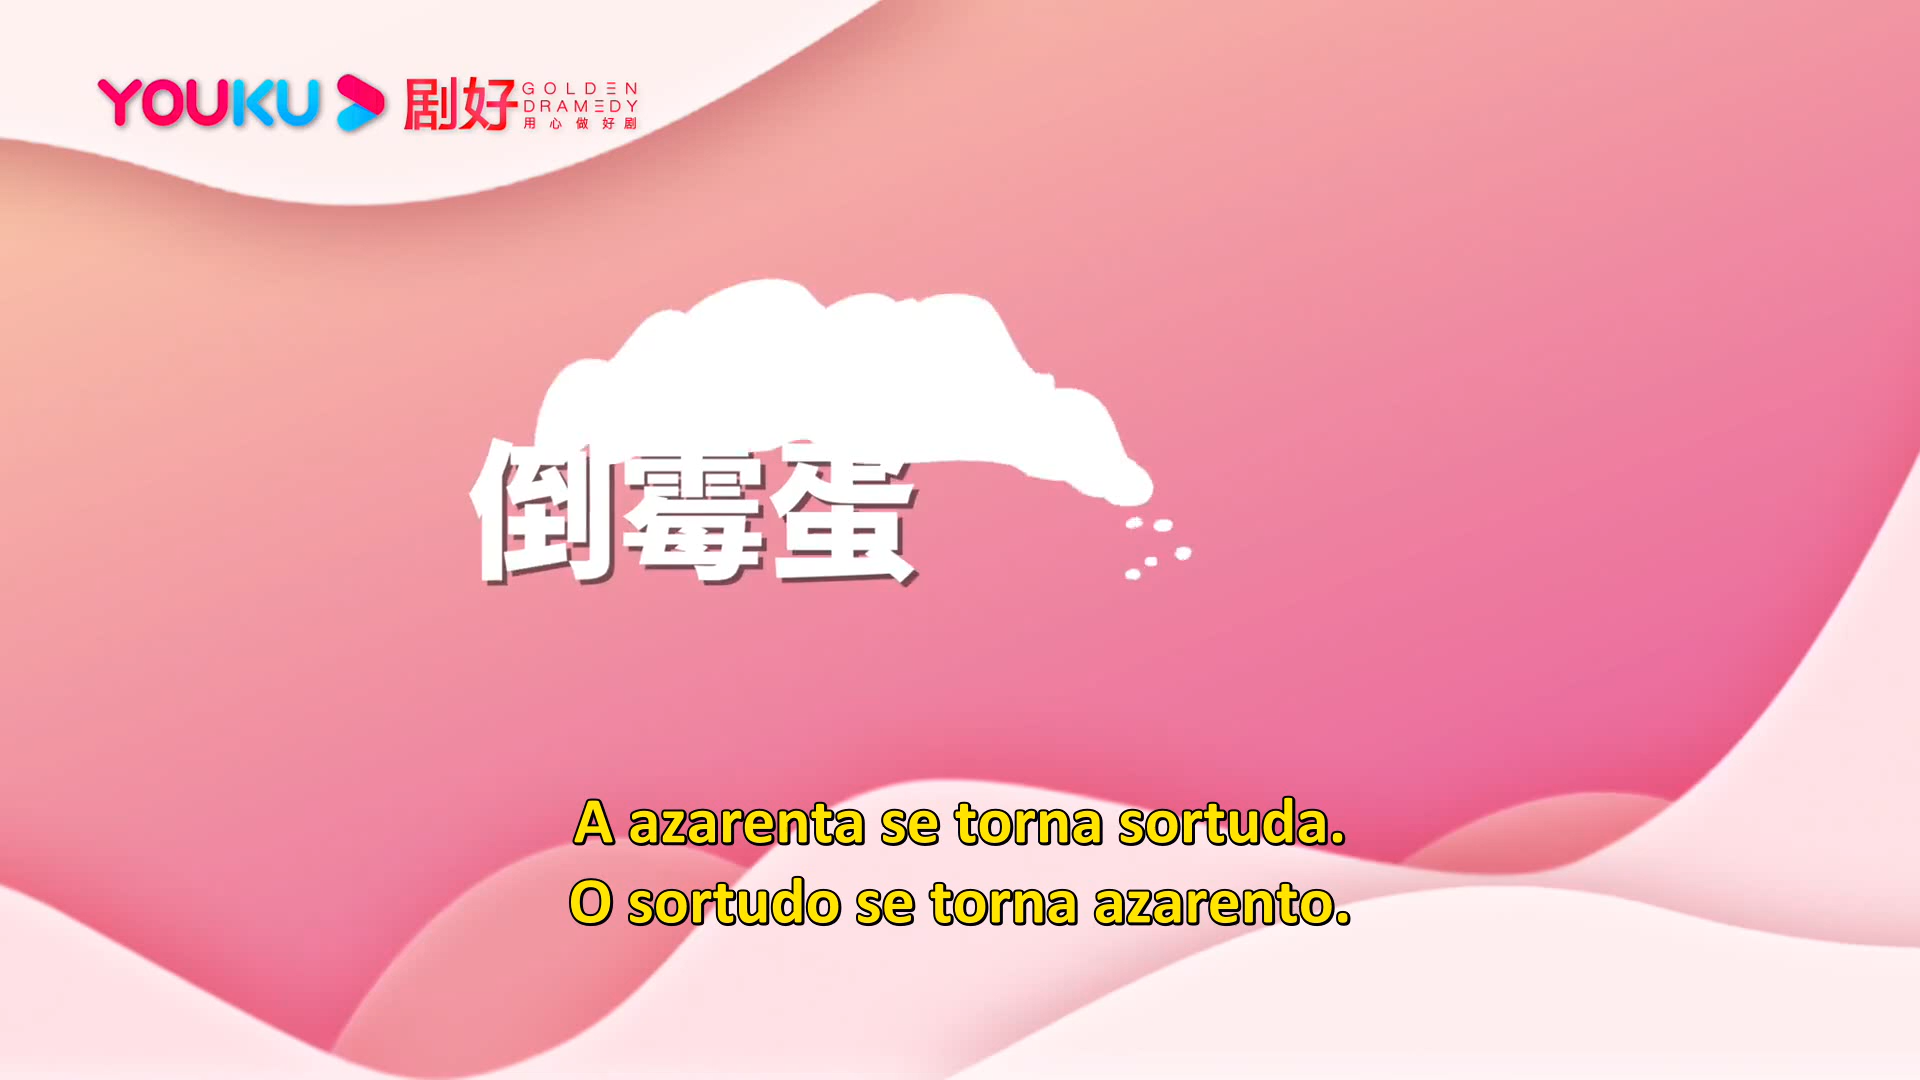 YOUKU 剧好 GOLDEN
DRAMEDY
用心做好剧
倒霉蛋
A azarenta se torna sortuda.
O sortudo se torna azarento.